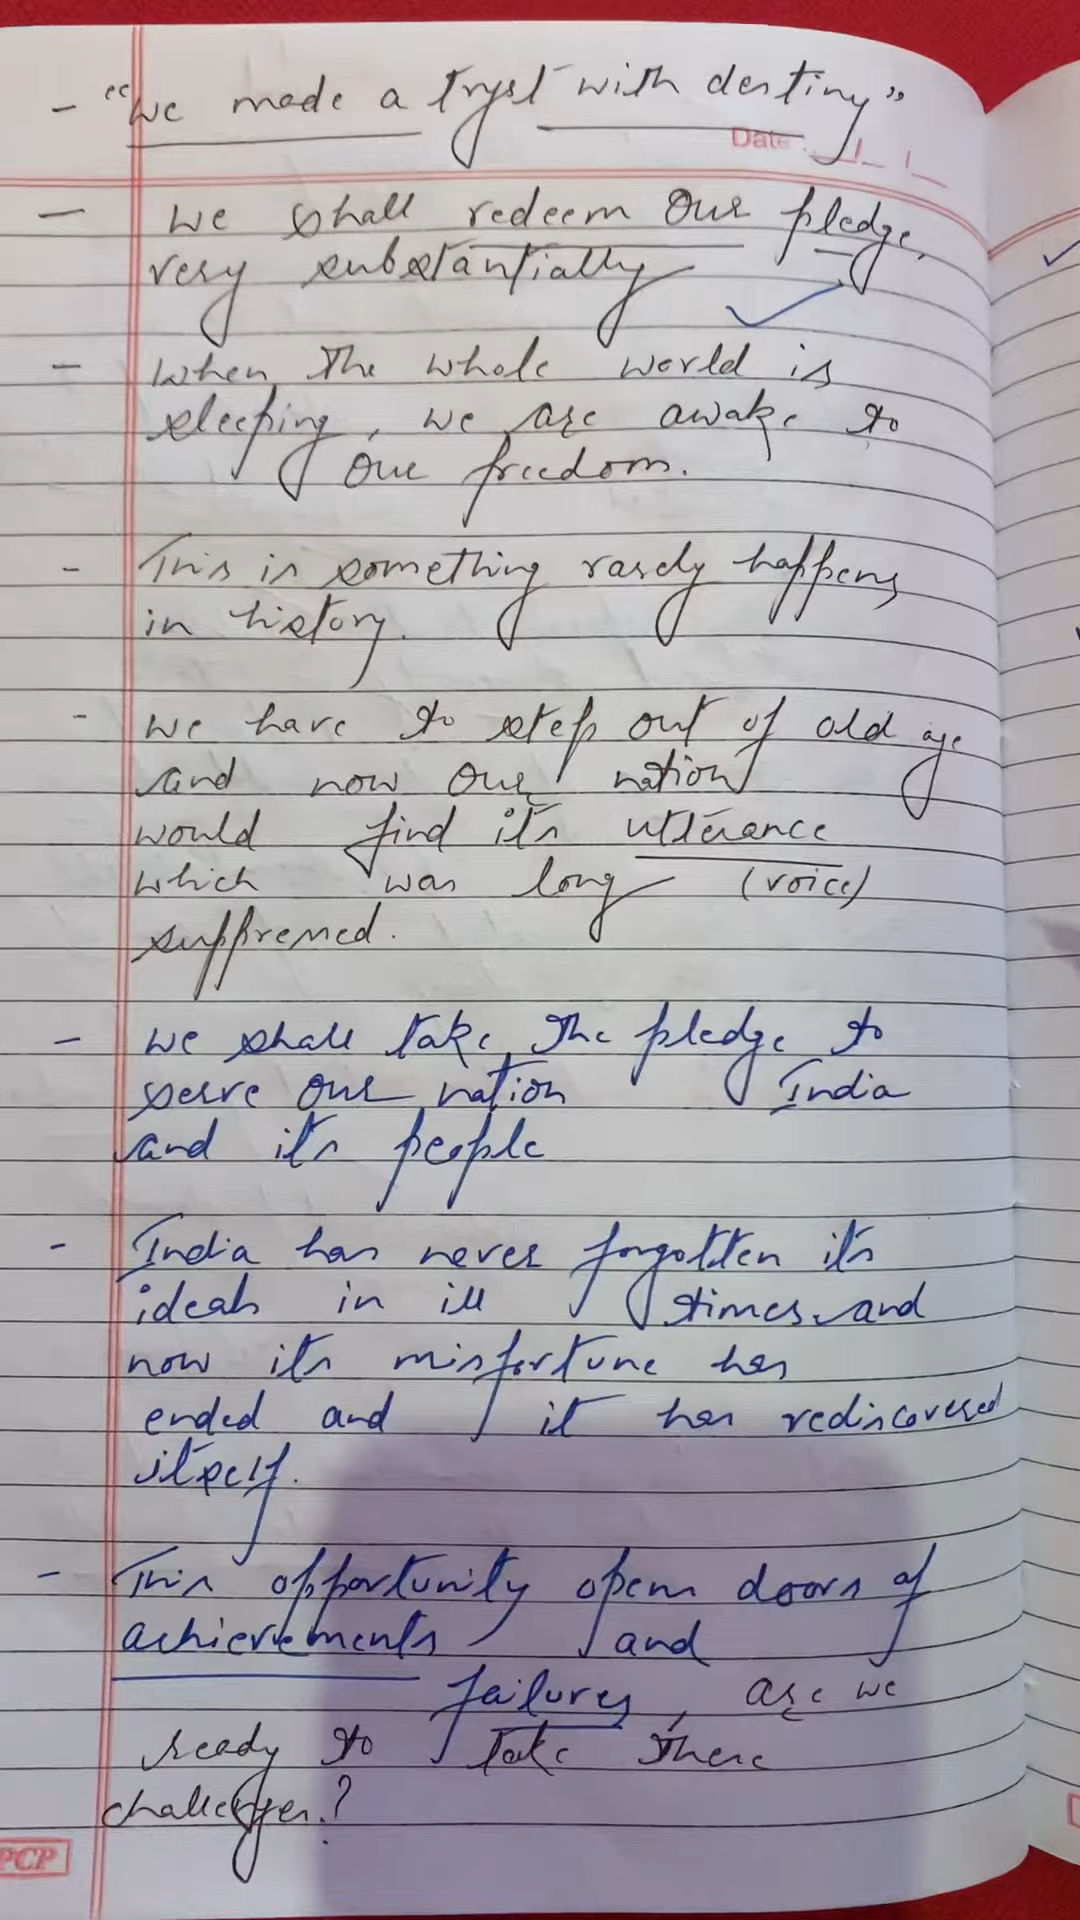 - "We made a tryst with destiny"
Date :
- We shall redeem our pledge,
very substantially
- When the whole world is
sleeping, we are awake to
our freedom.
- This is something rarely happens
in history.
- We have to step out of old age
and now our nation
would find its utterance
which was long (voice)
suppressed.
- We shall take the pledge to
serve our nation India
and its people
- India has never forgotten its
ideals in ill times and
now its misfortune has
ended and it has rediscovered
itself.
- This opportunity opens doors of
achievements and
failures, are we
ready to take these
challenges?
PCP